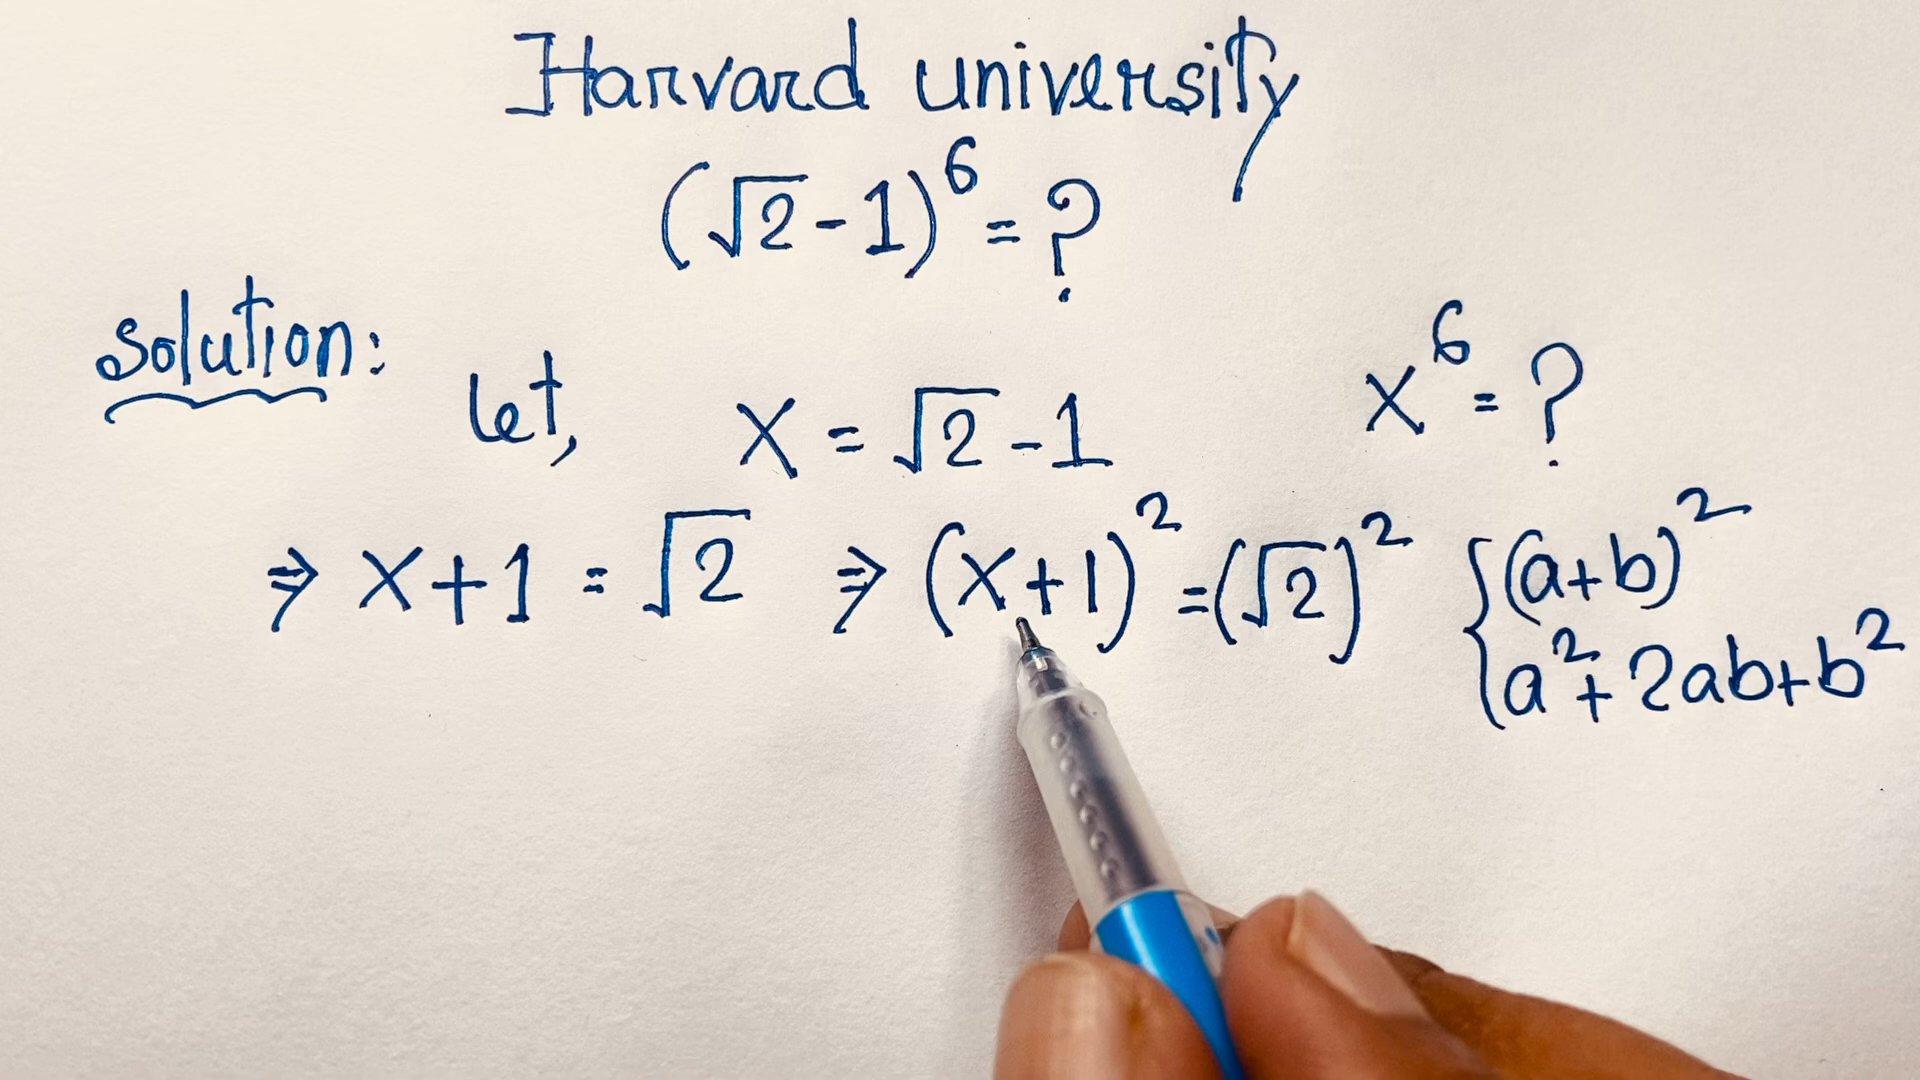 Harvard university
(√2-1)⁶ = ?
Solution:
Let, x = √2-1 x⁶ = ?
⇒ x+1 = √2 ⇒ (x+1)² = (√2)² {(a+b)²
a²+2ab+b²